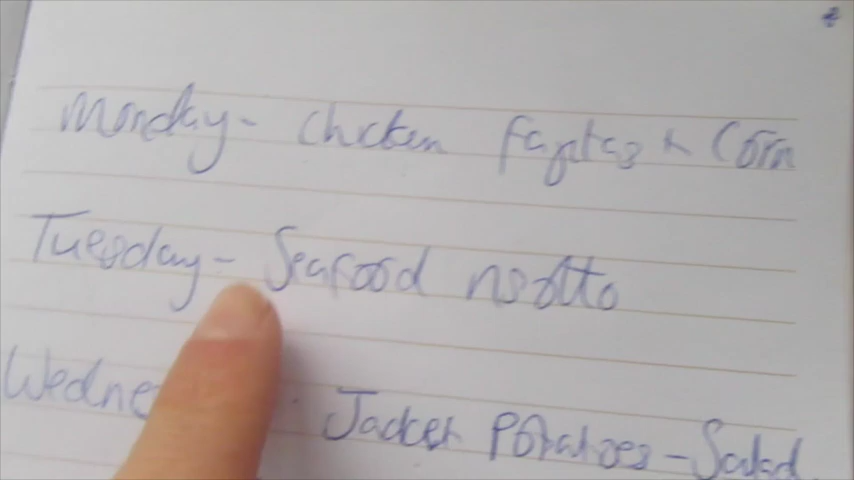 Monday- Chicken Fajitas + Corn
Tuesday- Seafood risotto
Wedne Jacket Potatoes - Salad